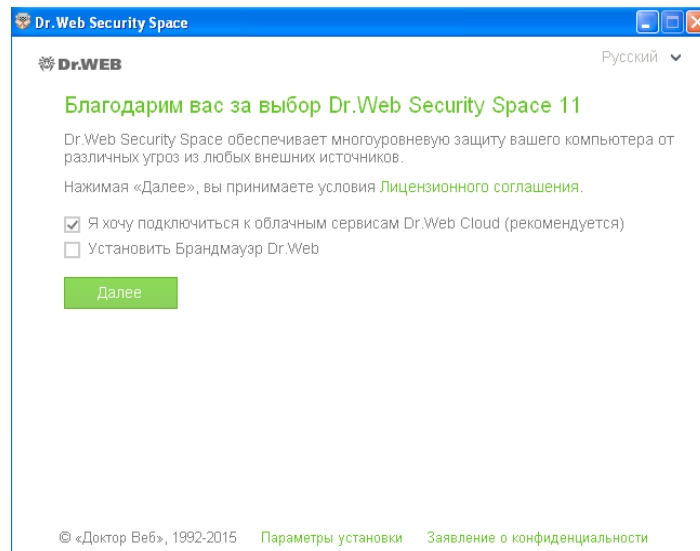 Dr.Web Security Space
Русский
Dr.WEB
Благодарим вас за выбор Dr.Web Security Space 11
Dr.Web Security Space обеспечивает многоуровневую защиту вашего компьютера от
различных угроз из любых внешних источников.
Нажимая «Далее», вы принимаете условия Лицензионного соглашения.
Я хочу подключиться к облачным сервисам Dr.Web Cloud (рекомендуется)
Установить Брандмауэр Dr.Web
Далее
© «Доктор Веб», 1992-2015 Параметры установки Заявление о конфиденциальности